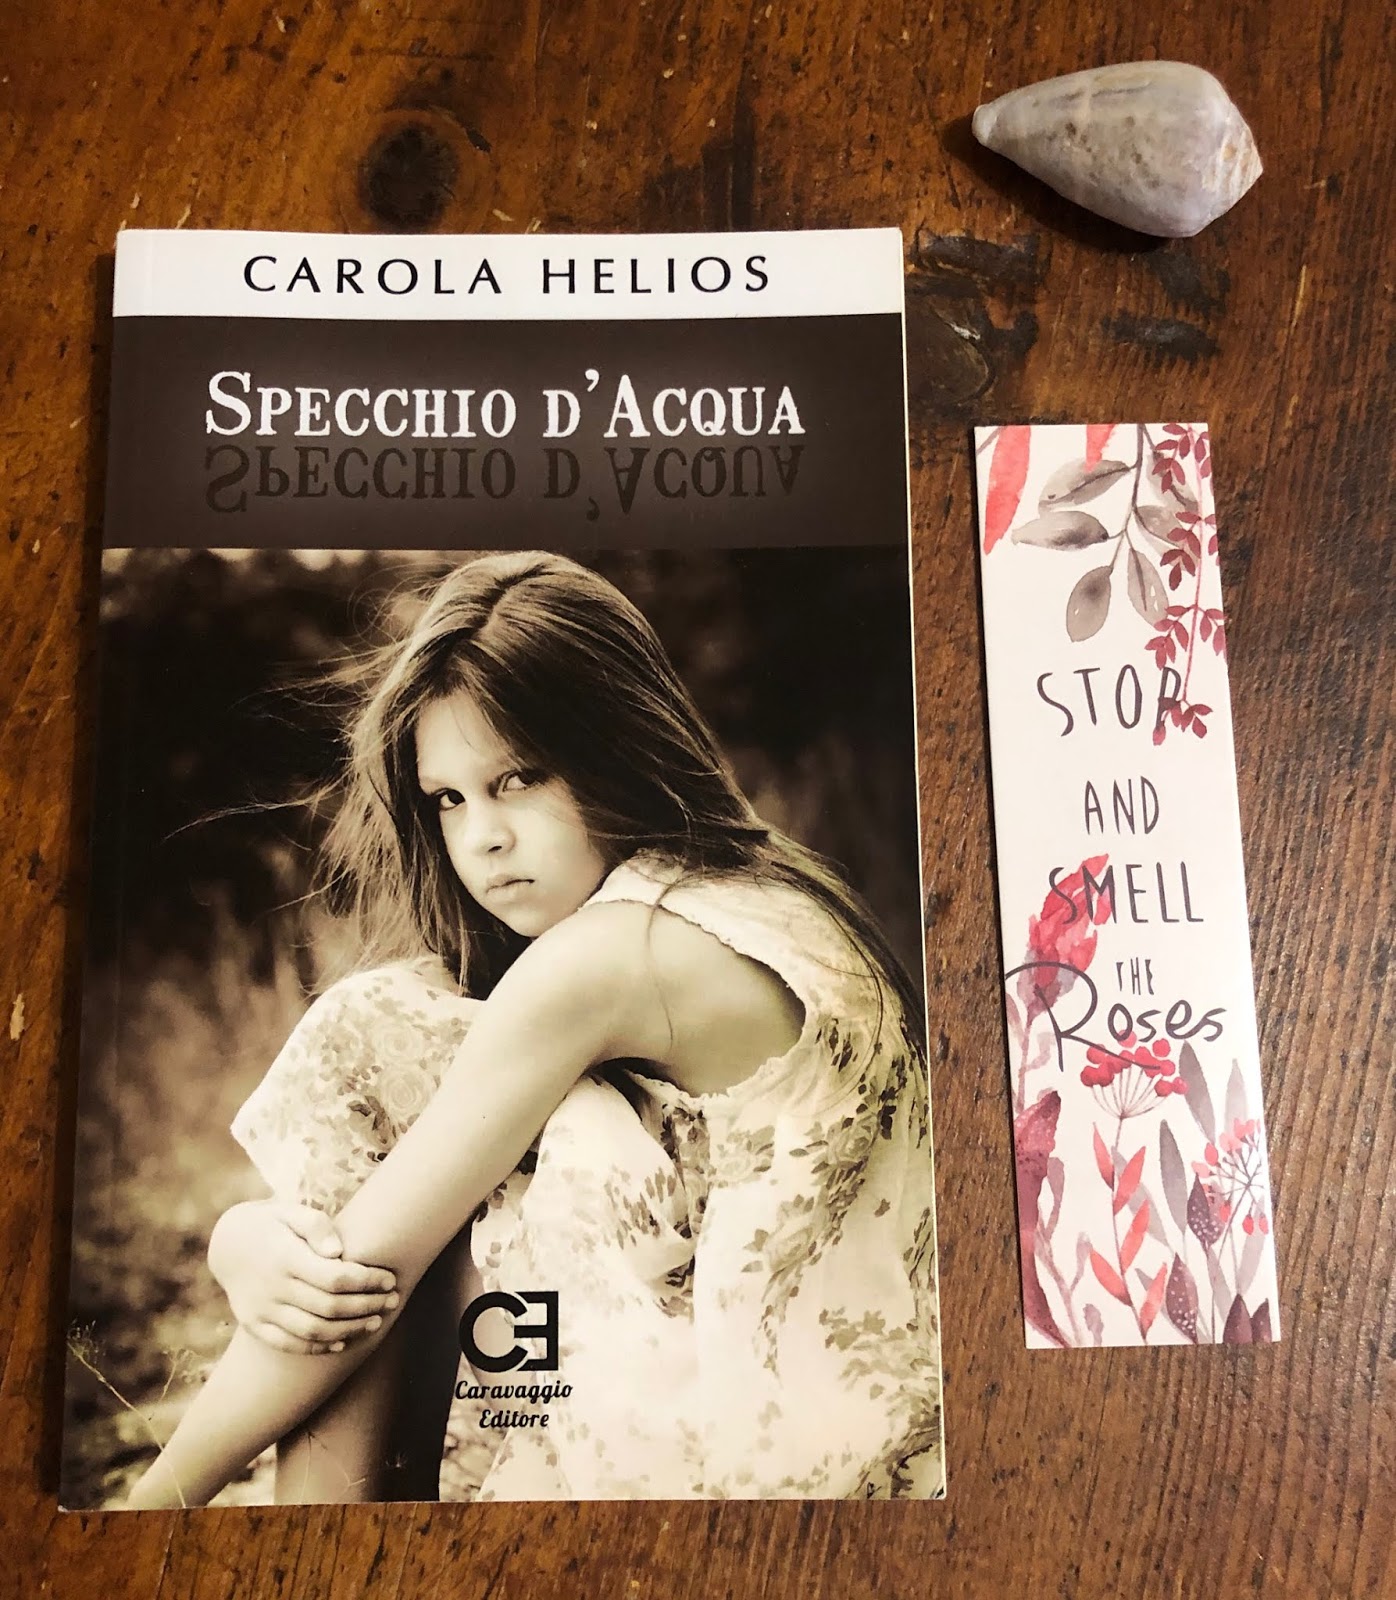 CAROLA HELIOS
SPECCHIO D'ACQUA
SPECCHIO D'ACQUA
CE
Caravaggio
Editore
STOP
AND
SMELL
THE
Roses